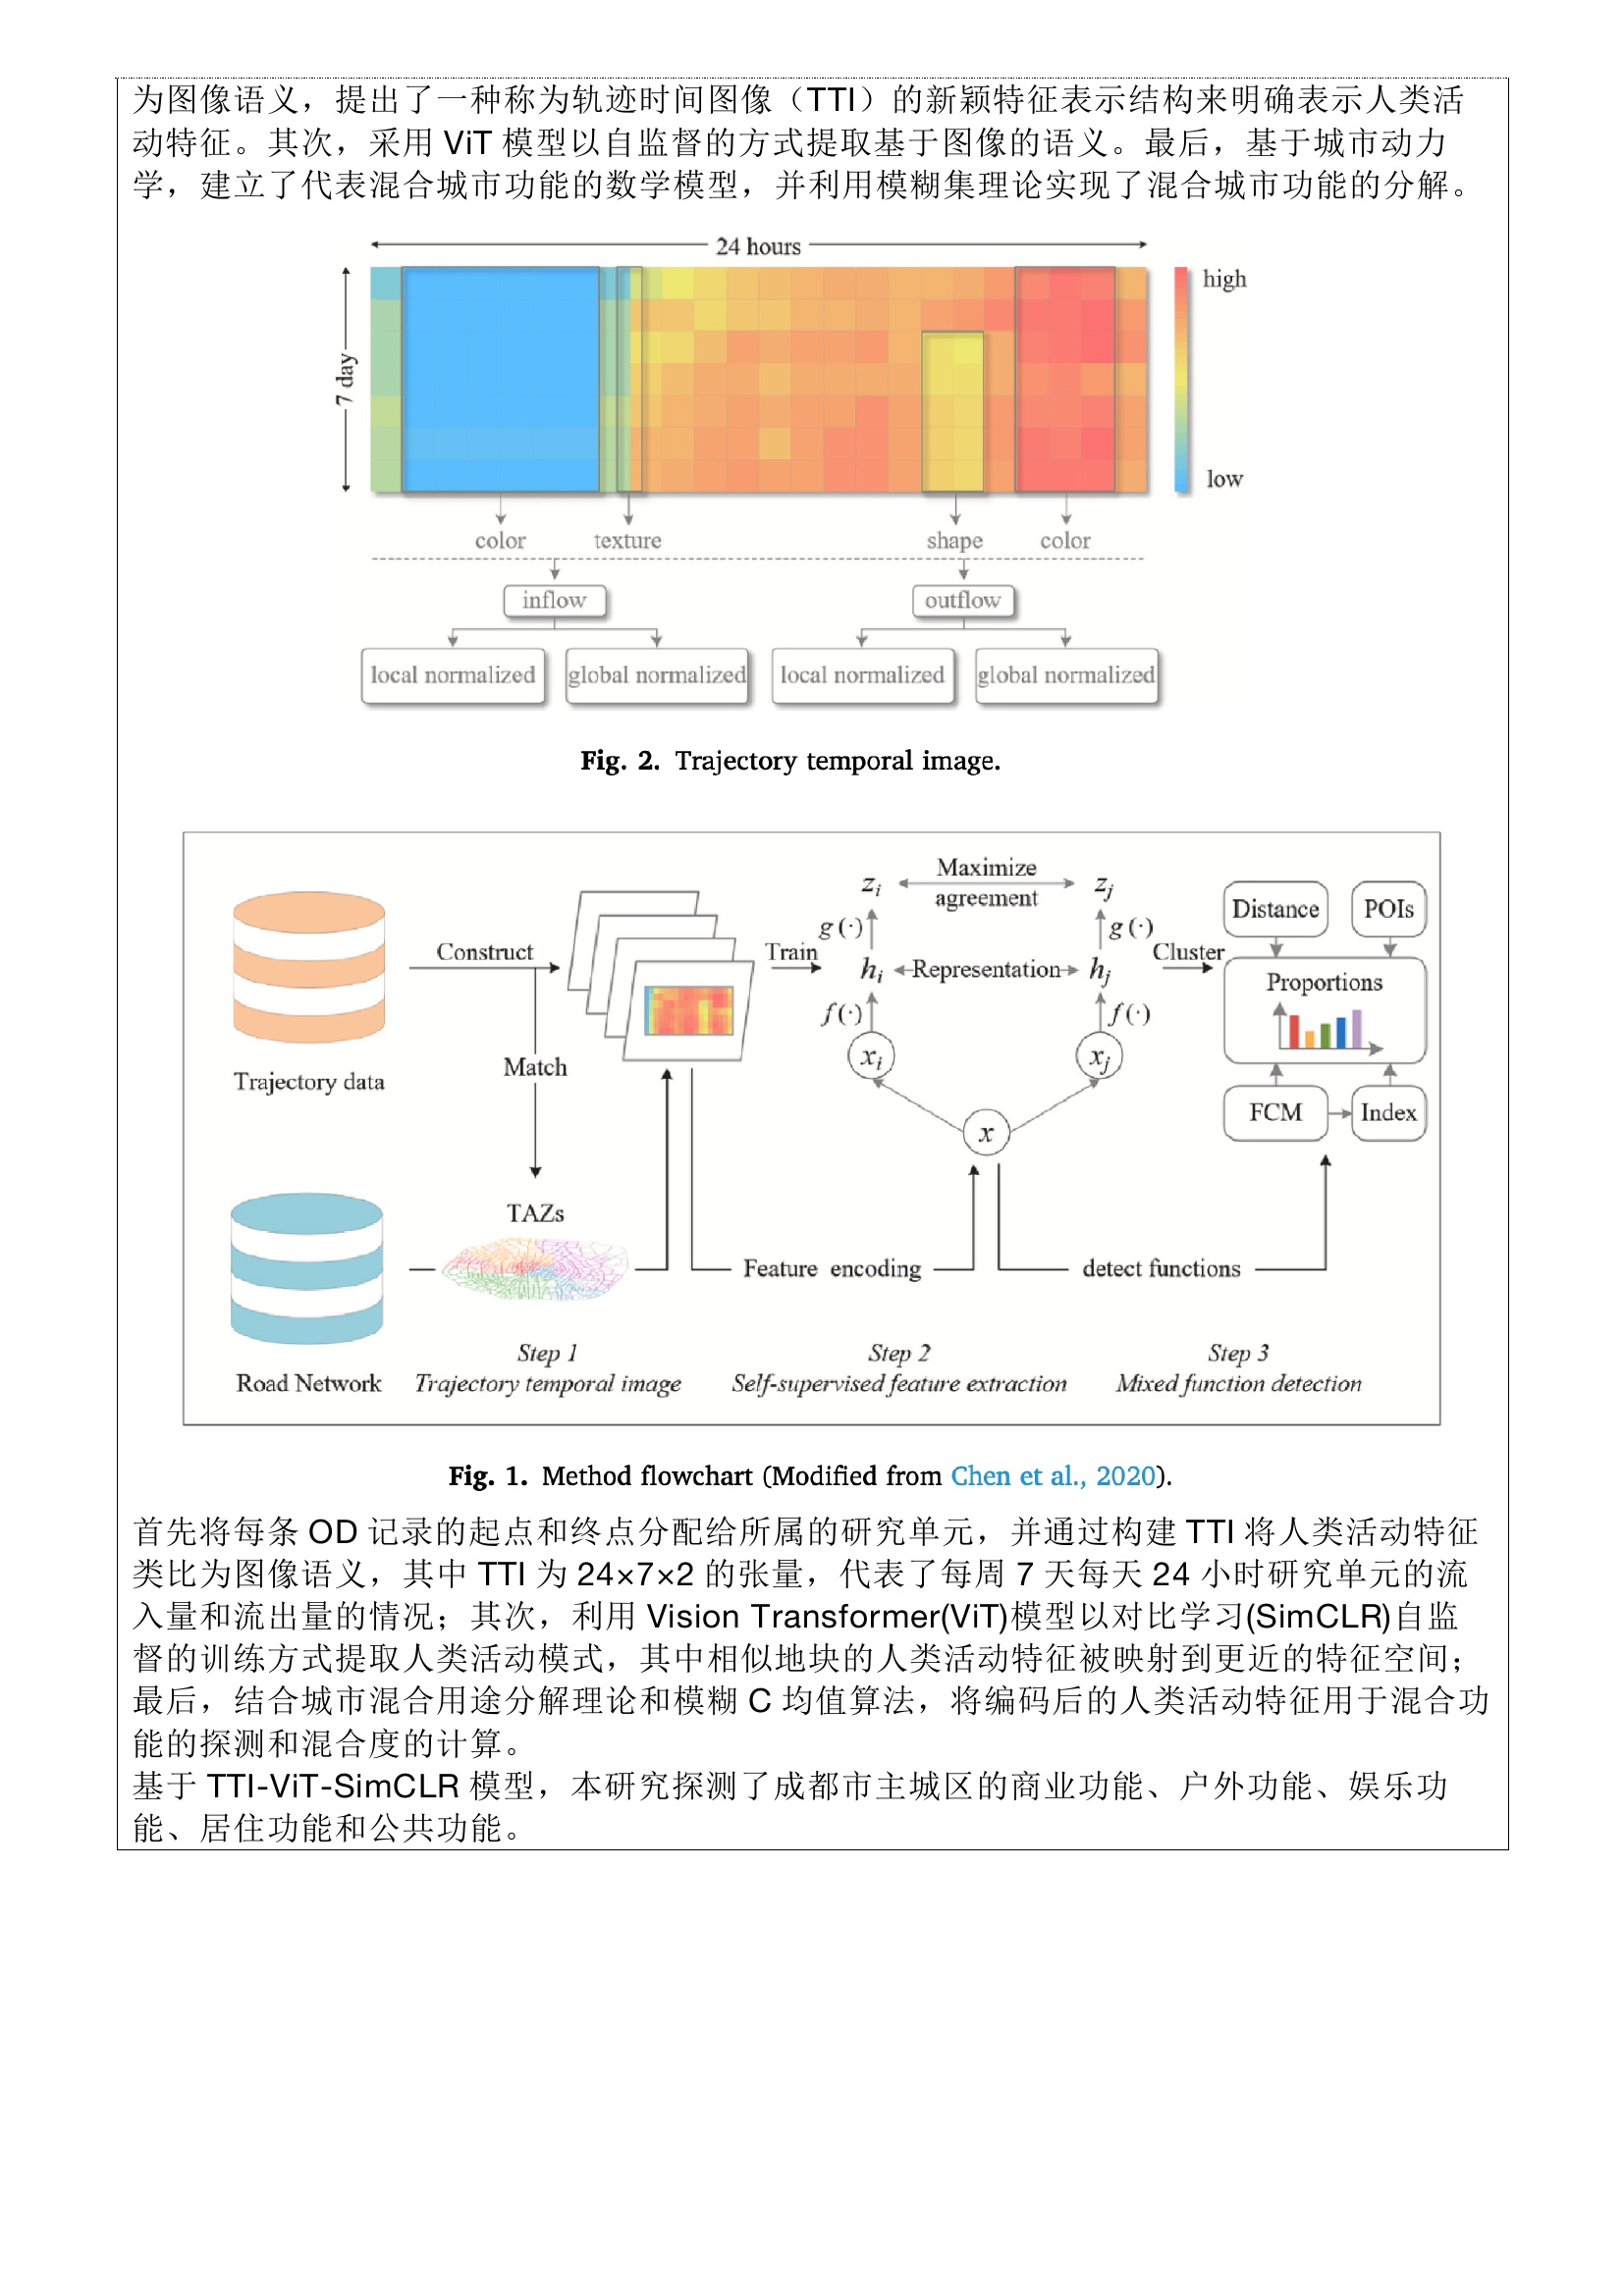 为图像语义，提出了一种称为轨迹时间图像（TTI）的新颖特征表示结构来明确表示人类活
动特征。其次，采用 ViT 模型以自监督的方式提取基于图像的语义。最后，基于城市动力
学，建立了代表混合城市功能的数学模型，并利用模糊集理论实现了混合城市功能的分解。
24 hours
7 day
high
low
color
texture
shape
color
inflow
outflow
local normalized
global normalized
local normalized
global normalized
Fig. 2. Trajectory temporal image.
Trajectory data
Road Network
Construct
Match
TAZs
Train
zi
Maximize
agreement
zj
g(·)
g(·)
hi
Representation
hj
f(·)
f(·)
xi
xj
x
Cluster
Distance
POIs
Proportions
FCM
Index
Feature encoding
detect functions
Step 1
Trajectory temporal image
Step 2
Self-supervised feature extraction
Step 3
Mixed function detection
Fig. 1. Method flowchart (Modified from Chen et al., 2020).
首先将每条 OD 记录的起点和终点分配给所属的研究单元，并通过构建 TTI 将人类活动特征
类比为图像语义，其中 TTI 为 24×7×2 的张量，代表了每周 7 天每天 24 小时研究单元的流
入量和流出量的情况；其次，利用 Vision Transformer(ViT)模型以对比学习(SimCLR)自监
督的训练方式提取人类活动模式，其中相似地块的人类活动特征被映射到更近的特征空间；
最后，结合城市混合用途分解理论和模糊 C 均值算法，将编码后的人类活动特征用于混合功
能的探测和混合度的计算。
基于 TTI-ViT-SimCLR 模型，本研究探测了成都市主城区的商业功能、户外功能、娱乐功
能、居住功能和公共功能。